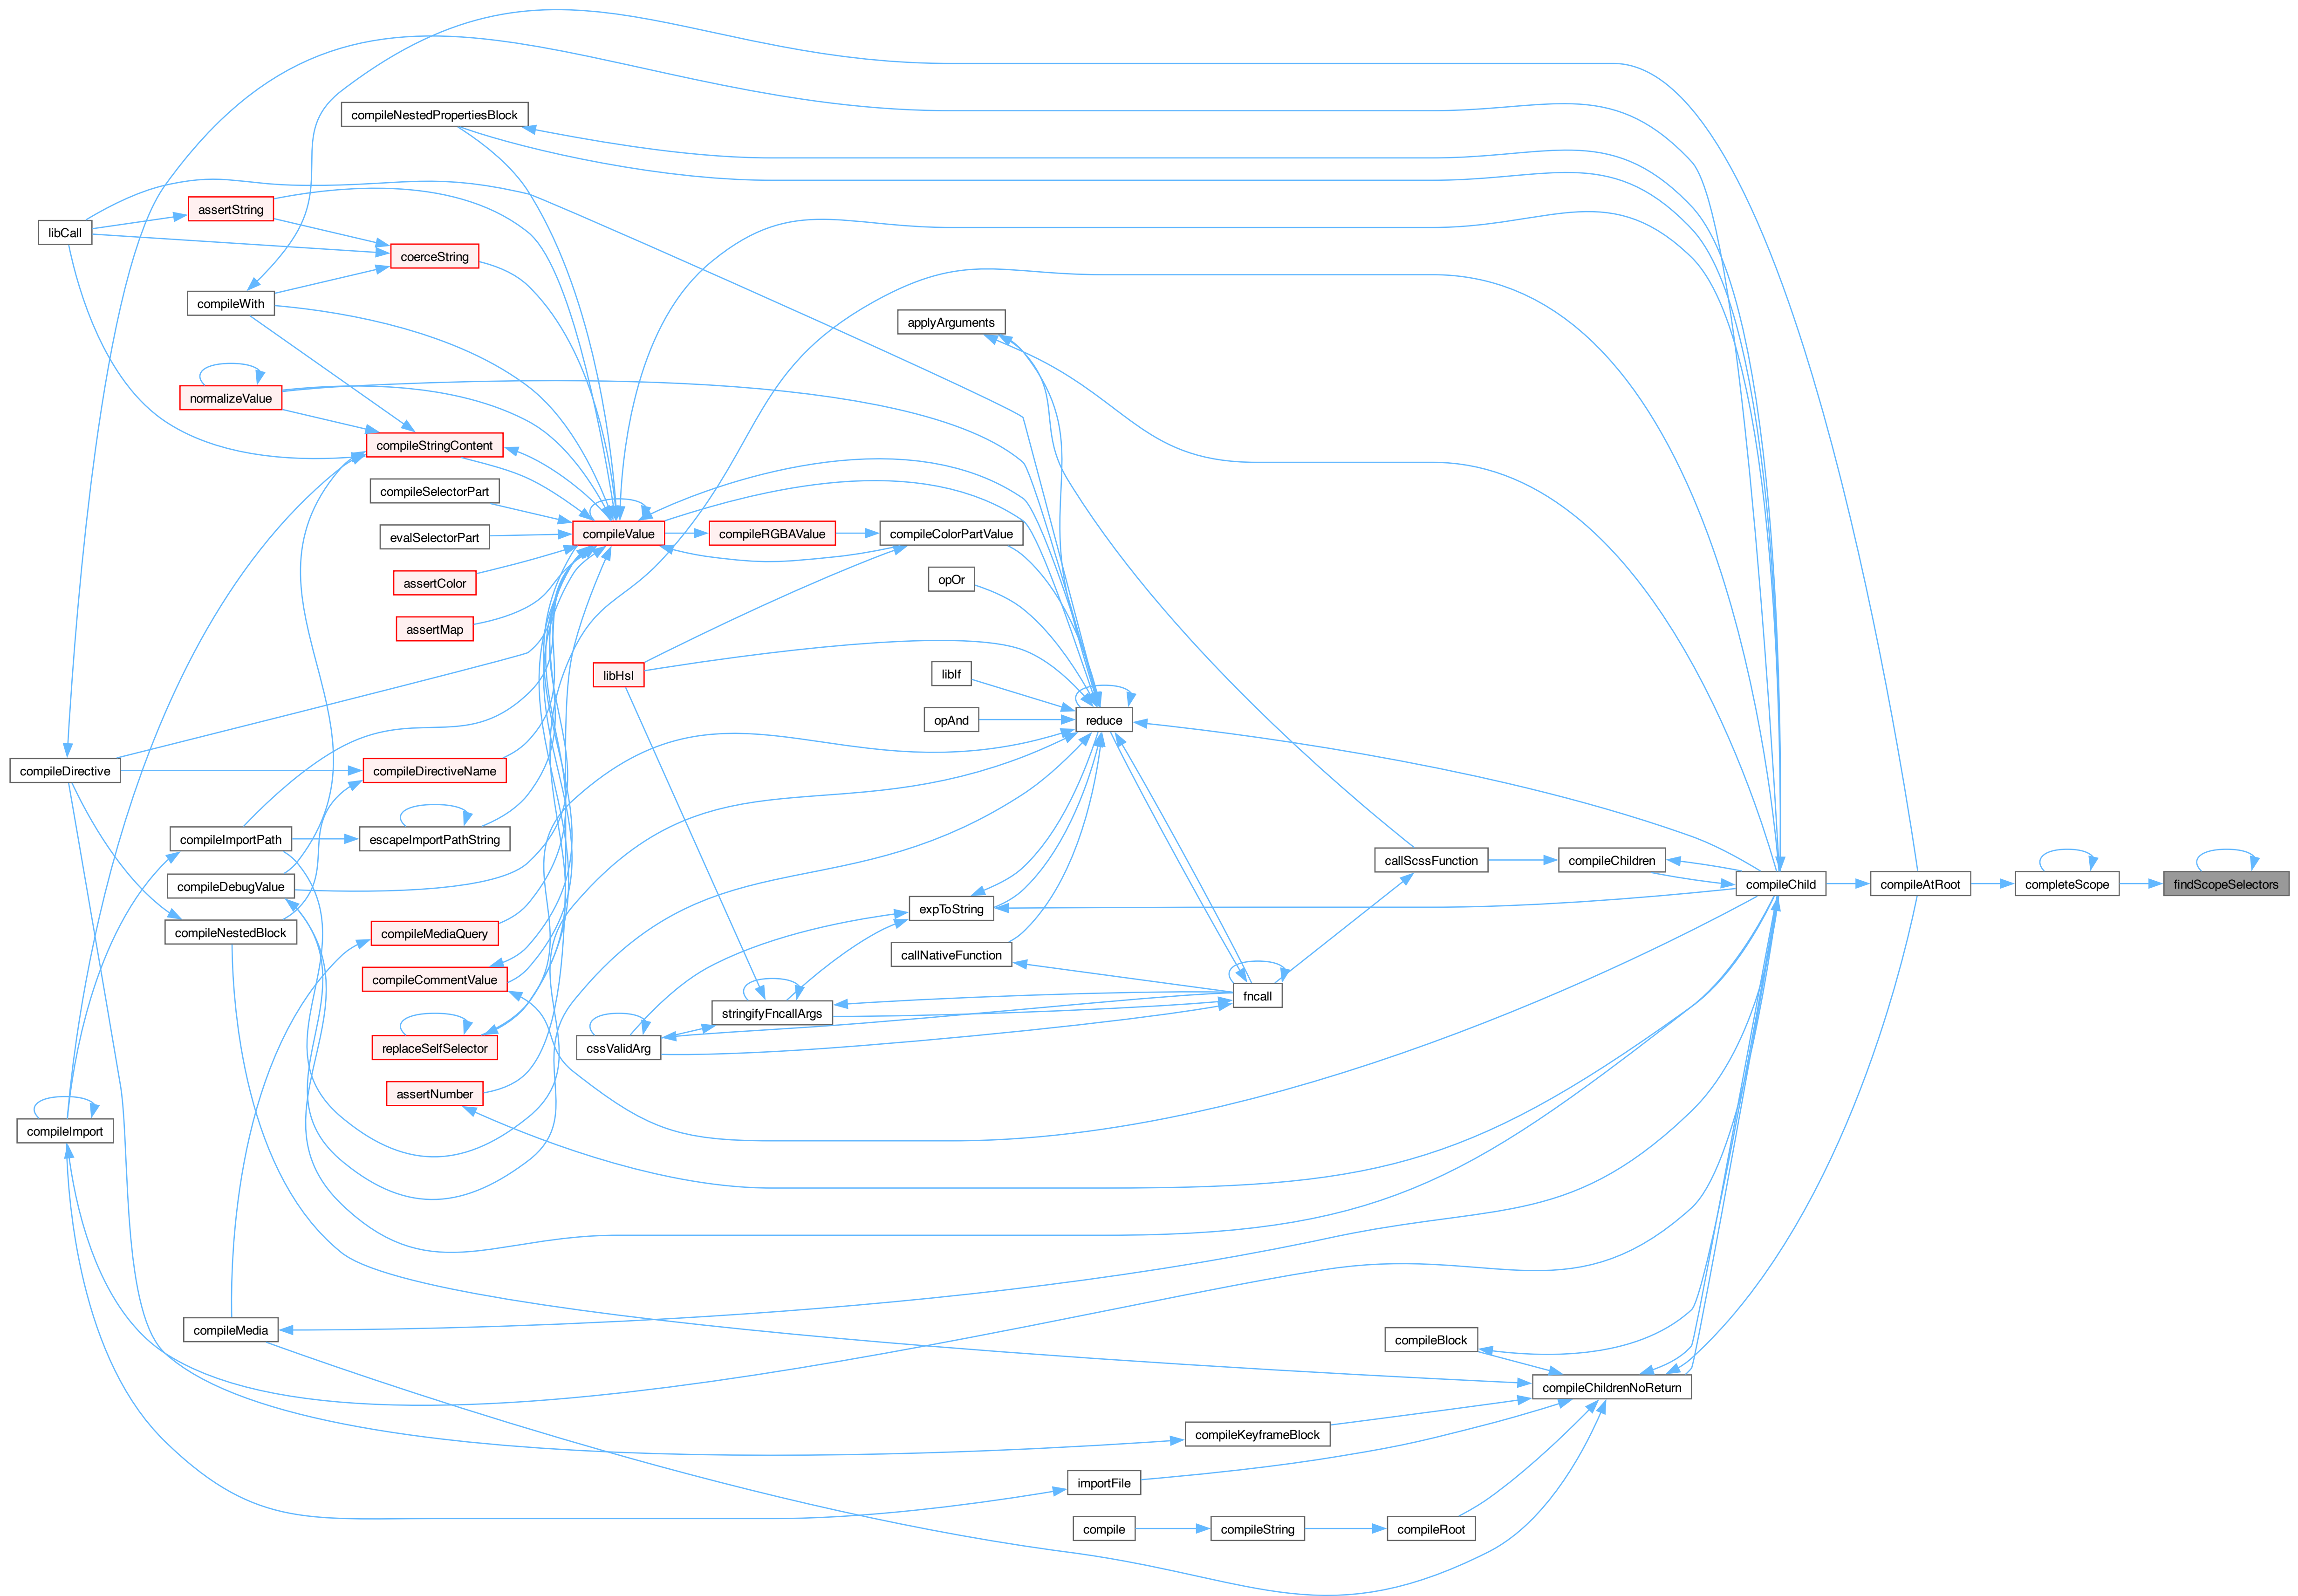 compileNestedPropertiesBlock
assertString
libCall
coerceString
compileWith
applyArguments
normalizeValue
compileStringContent
compileSelectorPart
evalSelectorPart
compileValue
compileRGBAValue
compileColorPartValue
assertColor
opOr
assertMap
libHsl
libIf
opAnd
reduce
compileDirective
compileDirectiveName
compileImportPath
escapeImportPathString
callScssFunction
compileChildren
compileDebugValue
compileChild
compileAtRoot
completeScope
findScopeSelectors
expToString
compileNestedBlock
compileMediaQuery
callNativeFunction
compileCommentValue
fncall
stringifyFncallArgs
replaceSelfSelector
cssValidArg
assertNumber
compileImport
compileMedia
compileBlock
compileChildrenNoReturn
compileKeyframeBlock
importFile
compile
compileString
compileRoot